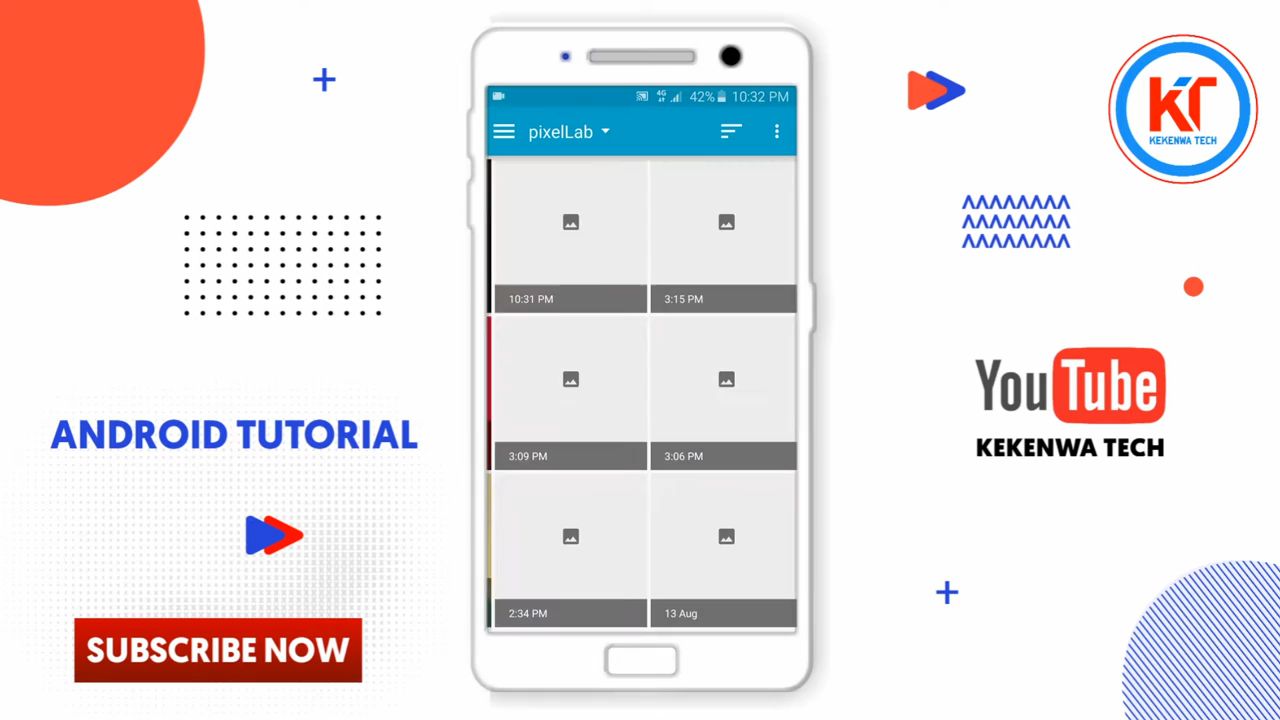 4G 42% 10:32 PM
pixelLab
10:31 PM
3:15 PM
3:09 PM
3:06 PM
2:34 PM
13 Aug
ANDROID TUTORIAL
SUBSCRIBE NOW
KT
KEKENWA TECH
YouTube
KEKENWA TECH